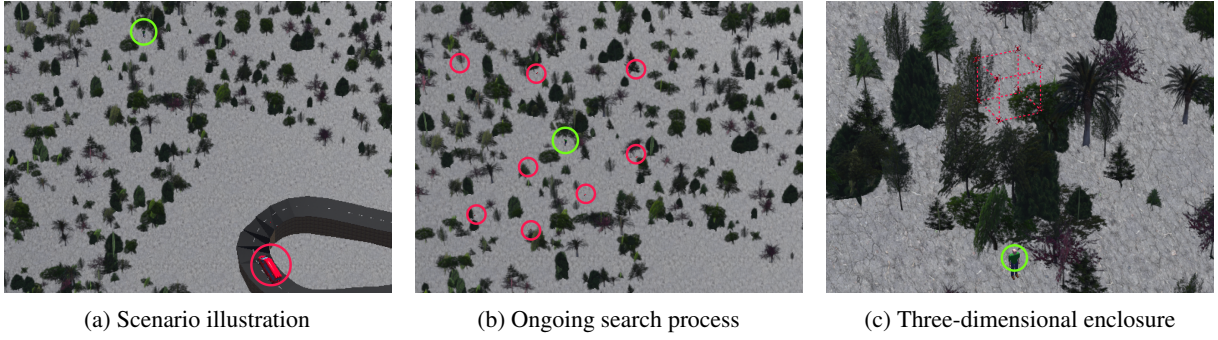 (a) Scenario illustration
(b) Ongoing search process
(c) Three-dimensional enclosure